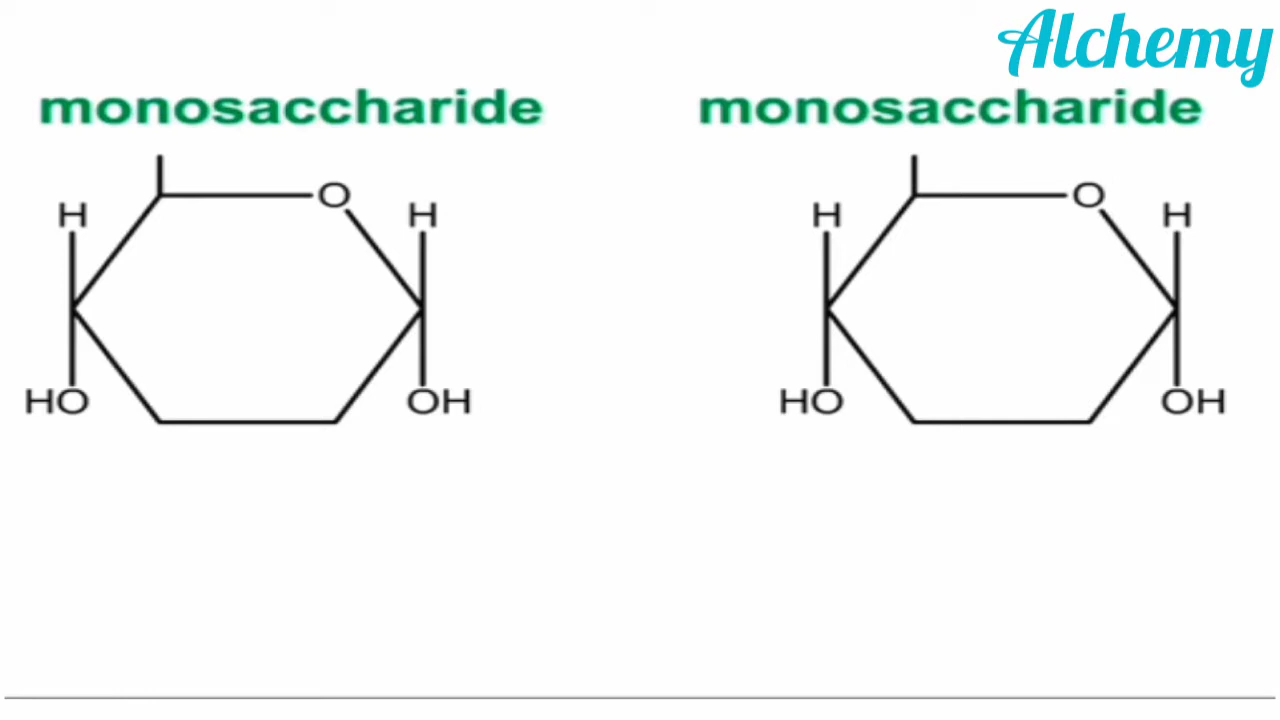 Alchemy
monosaccharide monosaccharide
O O
H H H H
HO OH HO OH